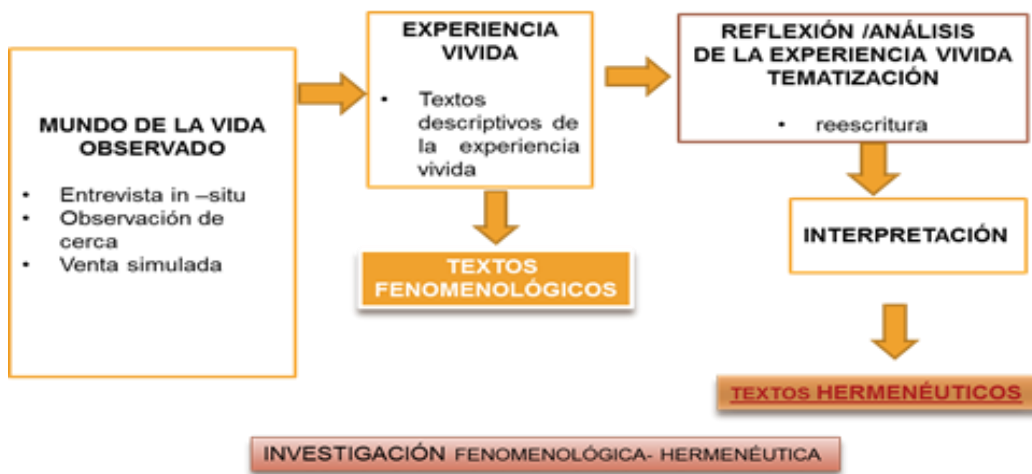 MUNDO DE LA VIDA
OBSERVADO
• Entrevista in –situ
• Observación de
cerca
• Venta simulada
EXPERIENCIA
VIVIDA
• Textos
descriptivos de
la experiencia
vivida
TEXTOS
FENOMENOLÓGICOS
REFLEXIÓN /ANÁLISIS
DE LA EXPERIENCIA VIVIDA
TEMATIZACIÓN
• reescritura
INTERPRETACIÓN
TEXTOS HERMENÉUTICOS
INVESTIGACIÓN FENOMENOLÓGICA- HERMENÉUTICA